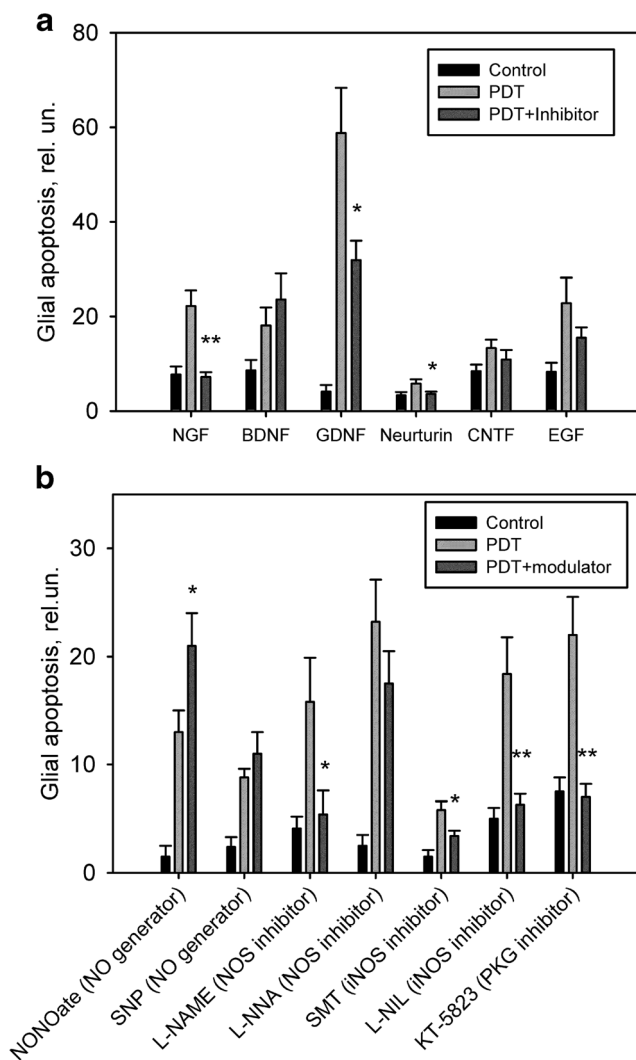 a
80
60
40
20
0
Glial apoptosis, rel. un.
Control
PDT
PDT+Inhibitor
*
**
*
NGF BDNF GDNF Neurturin CNTF EGF
b
30
20
10
0
Glial apoptosis, rel.un.
Control
PDT
PDT+modulator
*
*
*
**
**
NONOate (NO generator)
SNP (NO generator)
L-NAME (NOS inhibitor)
L-NNA (NOS inhibitor)
SMT (iNOS inhibitor)
L-NIL (iNOS inhibitor)
KT-5823 (PKG inhibitor)